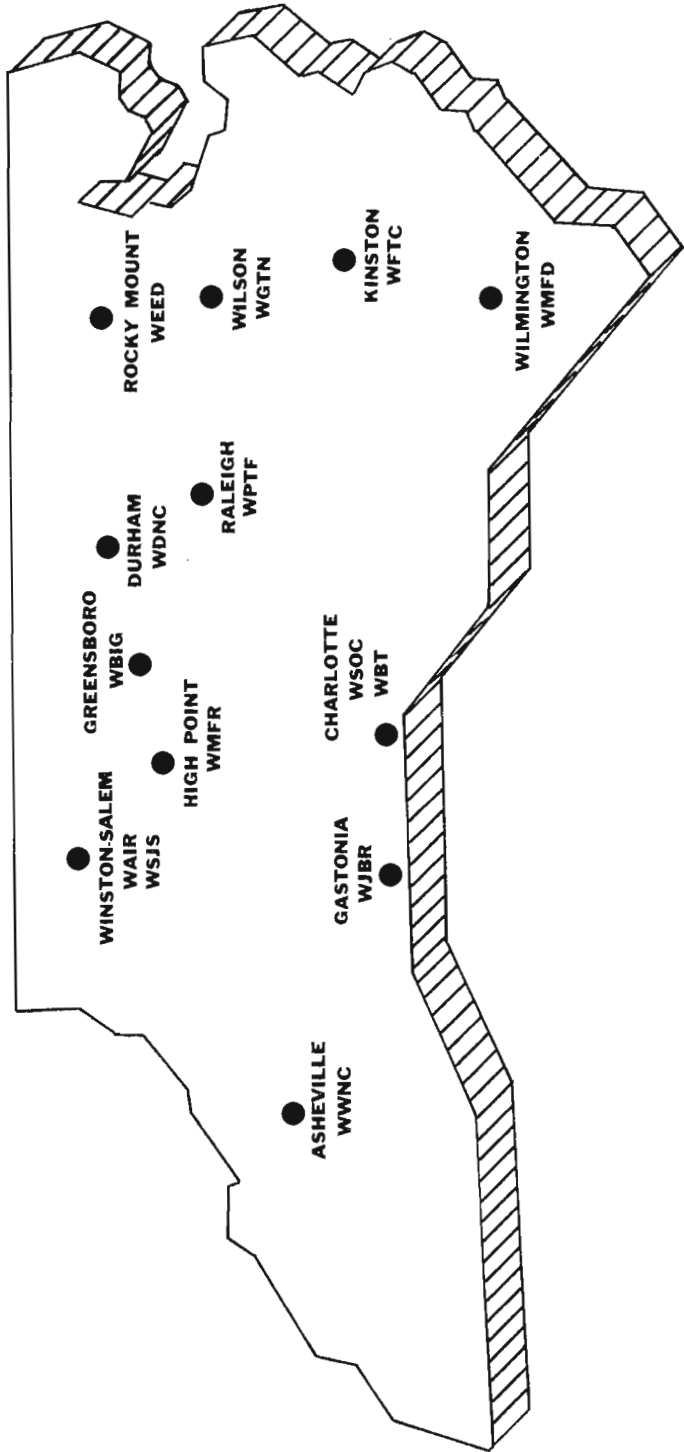 WINSTON-SALEM
WAIR
WSJS
GREENSBORO
WBIG
HIGH POINT
WMFR
DURHAM
WDNC
RALEIGH
WPTF
ROCKY MOUNT
WEED
WILSON
WGTN
KINSTON
WFTC
WILMINGTON
WMFD
CHARLOTTE
WSOC
WBT
GASTONIA
WJBR
ASHEVILLE
WWNC